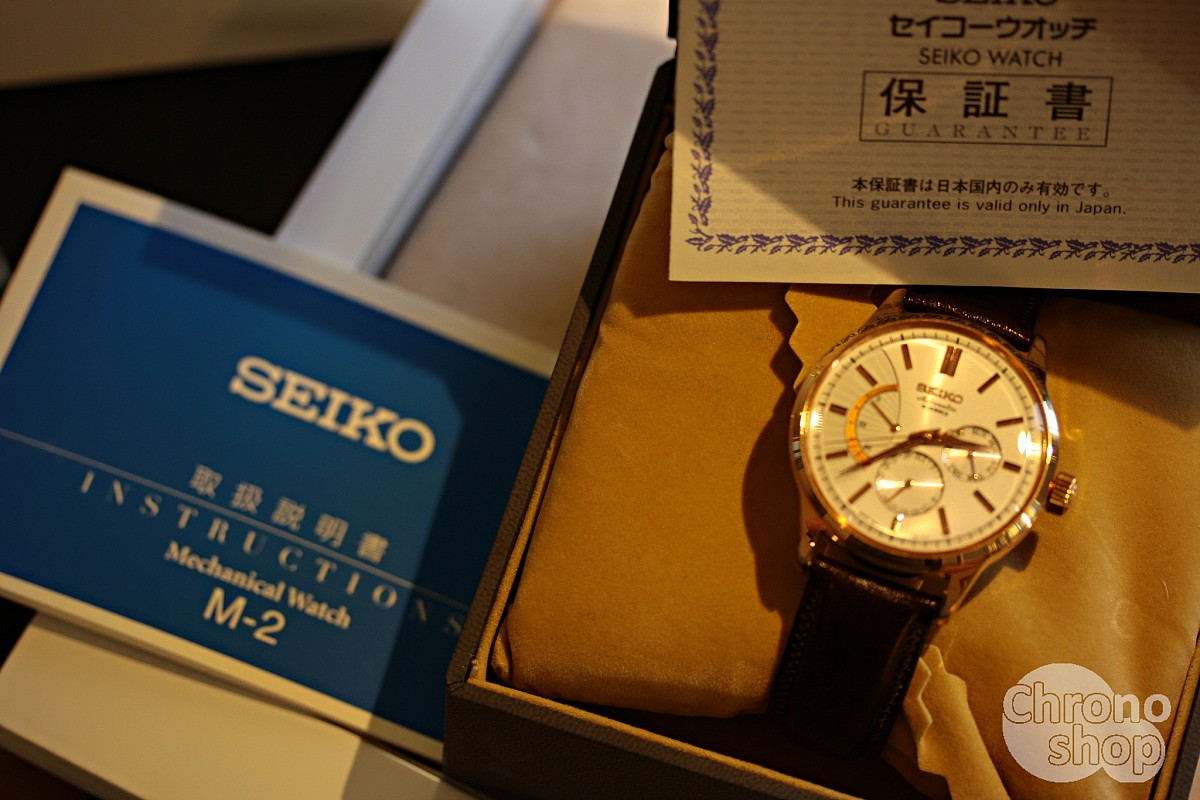 SEIKO
セイコーウオッチ
SEIKO WATCH
保証書
GUARANTEE
本保証書は日本国内のみ有効です。
This guarantee is valid only in Japan.
SEIKO
取扱説明書
INSTRUCTIONS
Mechanical Watch
M-2
SEIKO
Automatic
Chrono
shop